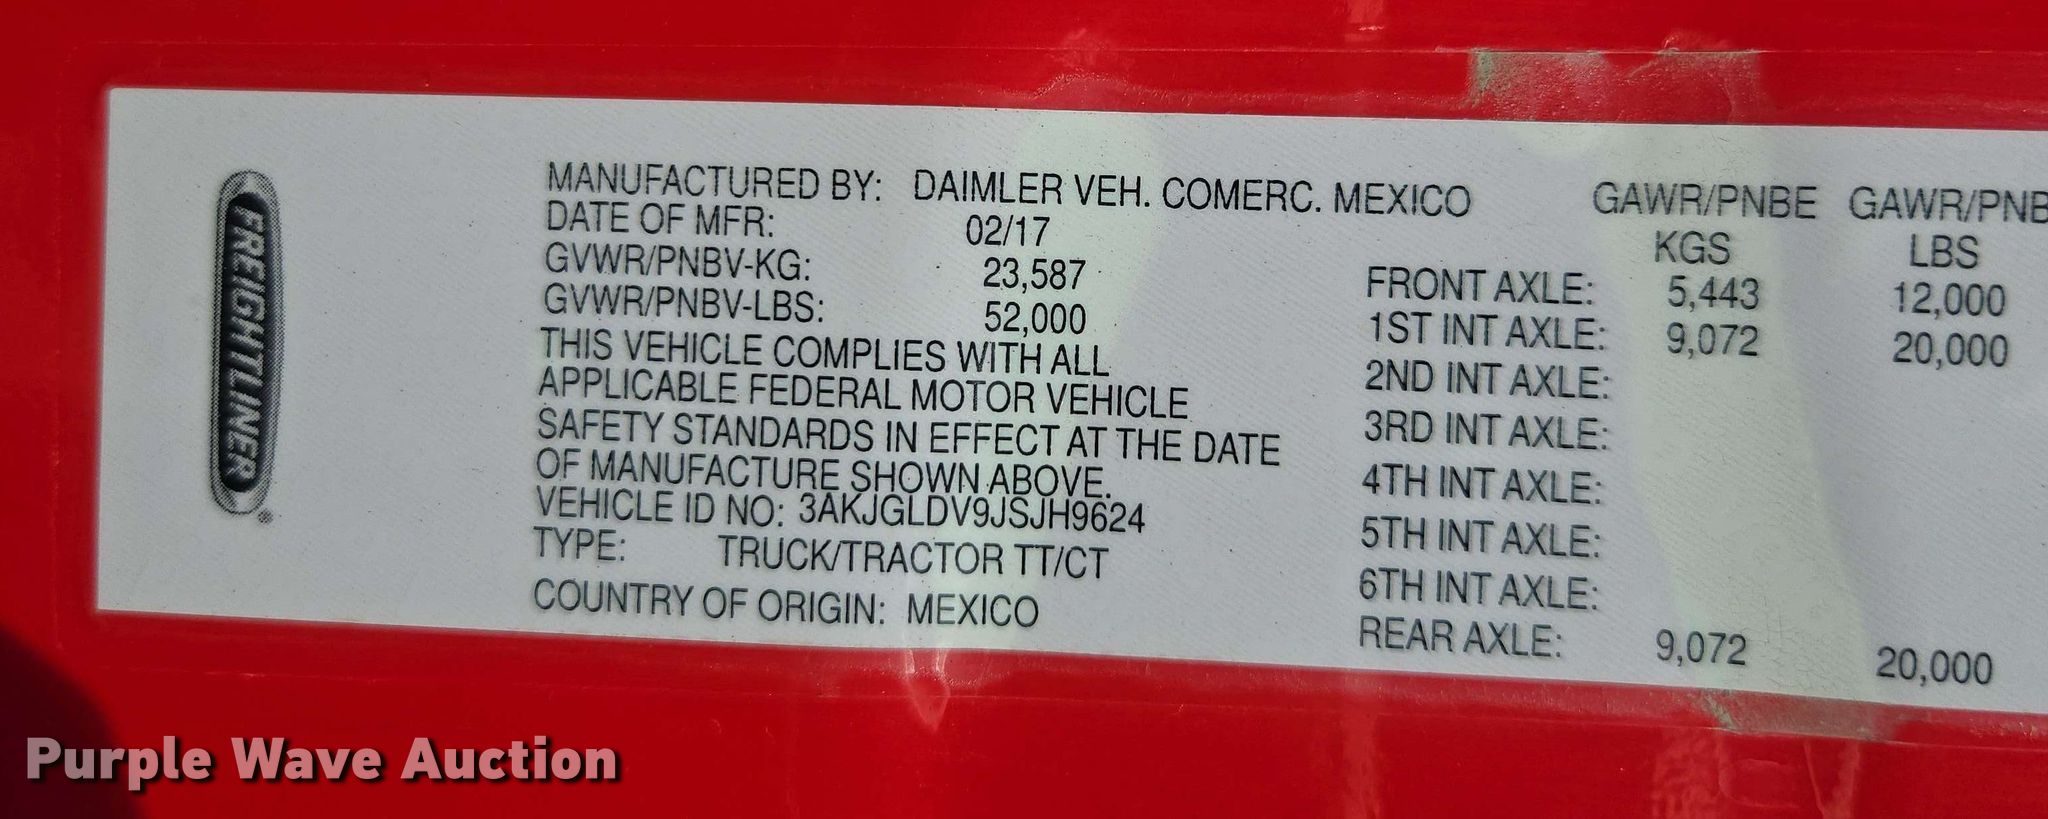 FREIGHTLINER®
MANUFACTURED BY: DAIMLER VEH. COMERC. MEXICO
DATE OF MFR: 02/17
GVWR/PNBV-KG: 23,587
GVWR/PNBV-LBS: 52,000
THIS VEHICLE COMPLIES WITH ALL
APPLICABLE FEDERAL MOTOR VEHICLE
SAFETY STANDARDS IN EFFECT AT THE DATE
OF MANUFACTURE SHOWN ABOVE.
VEHICLE ID NO: 3AKJGLDV9JSJH9624
TYPE: TRUCK/TRACTOR TT/CT
COUNTRY OF ORIGIN: MEXICO
GAWR/PNBE GAWR/PNB
KGS LBS
FRONT AXLE: 5,443 12,000
1ST INT AXLE: 9,072 20,000
2ND INT AXLE:
3RD INT AXLE:
4TH INT AXLE:
5TH INT AXLE:
6TH INT AXLE:
REAR AXLE: 9,072 20,000
Purple Wave Auction